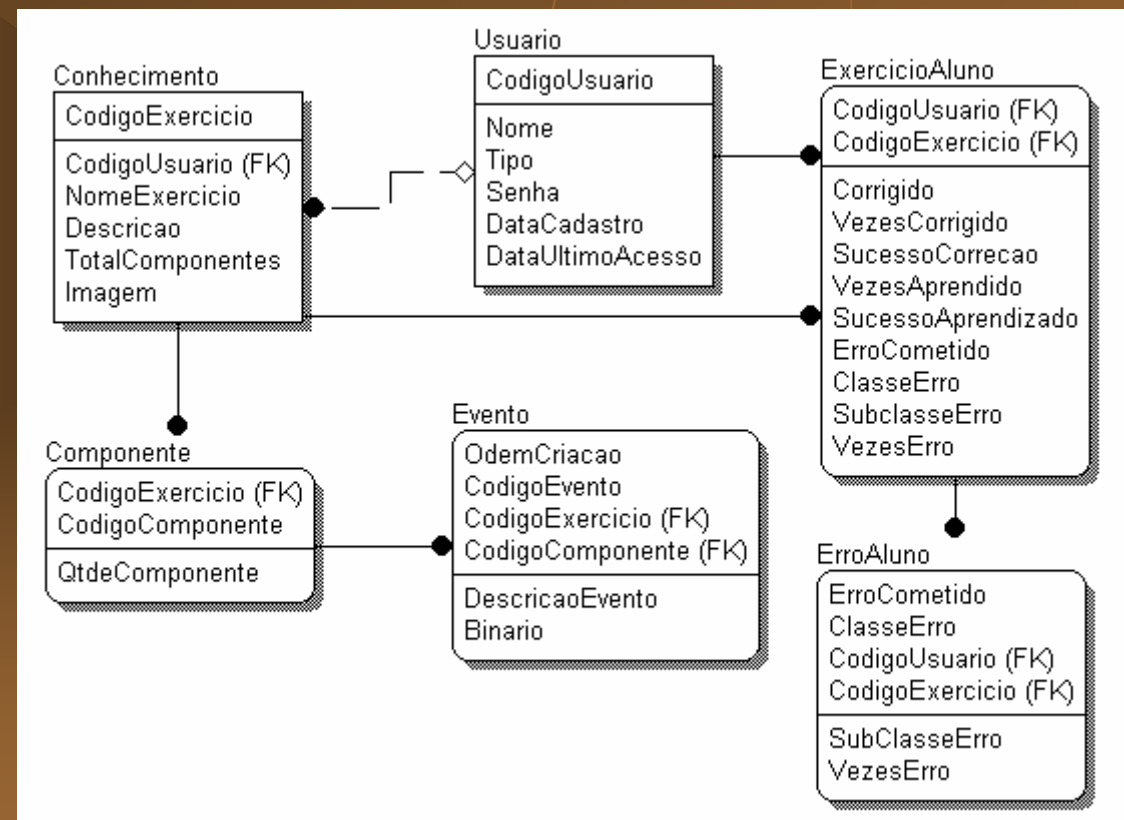 Conhecimento
CodigoExercicio
CodigoUsuario (FK)
NomeExercicio
Descricao
TotalComponentes
Imagem
Usuario
CodigoUsuario
Nome
Tipo
Senha
DataCadastro
DataUltimoAcesso
ExercicioAluno
CodigoUsuario (FK)
CodigoExercicio (FK)
Corrigido
VezesCorrigido
SucessoCorrecao
VezesAprendido
SucessoAprendizado
ErroCometido
ClasseErro
SubclasseErro
VezesErro
Componente
CodigoExercicio (FK)
CodigoComponente
QtdeComponente
Evento
OdemCriacao
CodigoEvento
CodigoExercicio (FK)
CodigoComponente (FK)
DescricaoEvento
Binario
ErroAluno
ErroCometido
ClasseErro
CodigoUsuario (FK)
CodigoExercicio (FK)
SubClasseErro
VezesErro